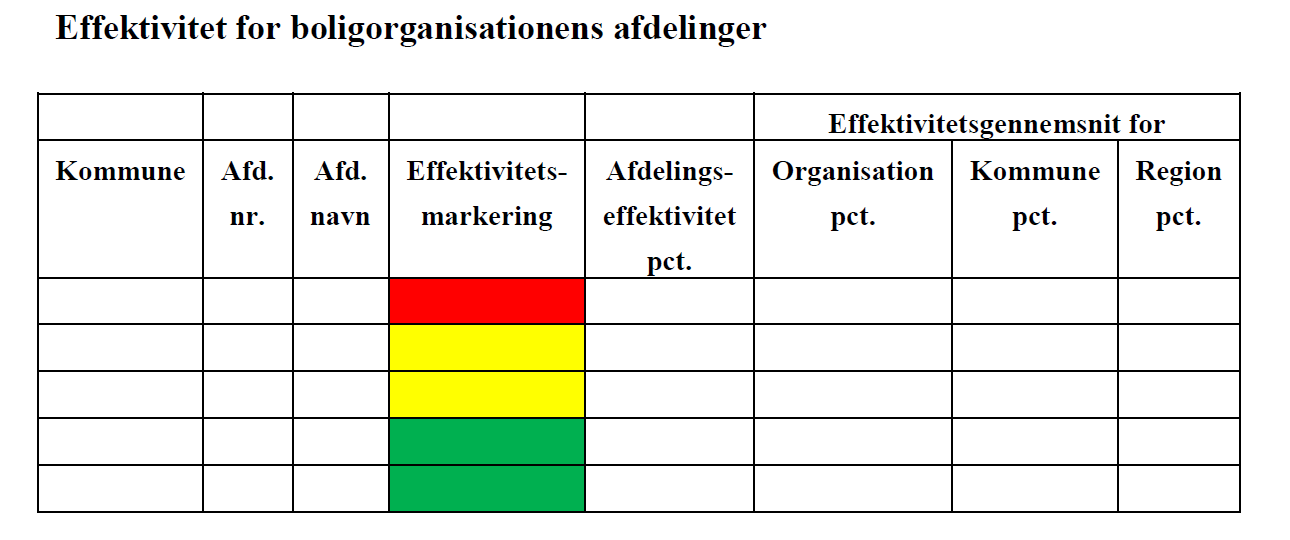 Effektivitet for boligorganisationens afdelinger
Effektivitetsgennemsnit for
Kommune
Afd.
nr.
Afd.
navn
Effektivitets-
markering
Afdelings-
effektivitet
pct.
Organisation
pct.
Kommune
pct.
Region
pct.